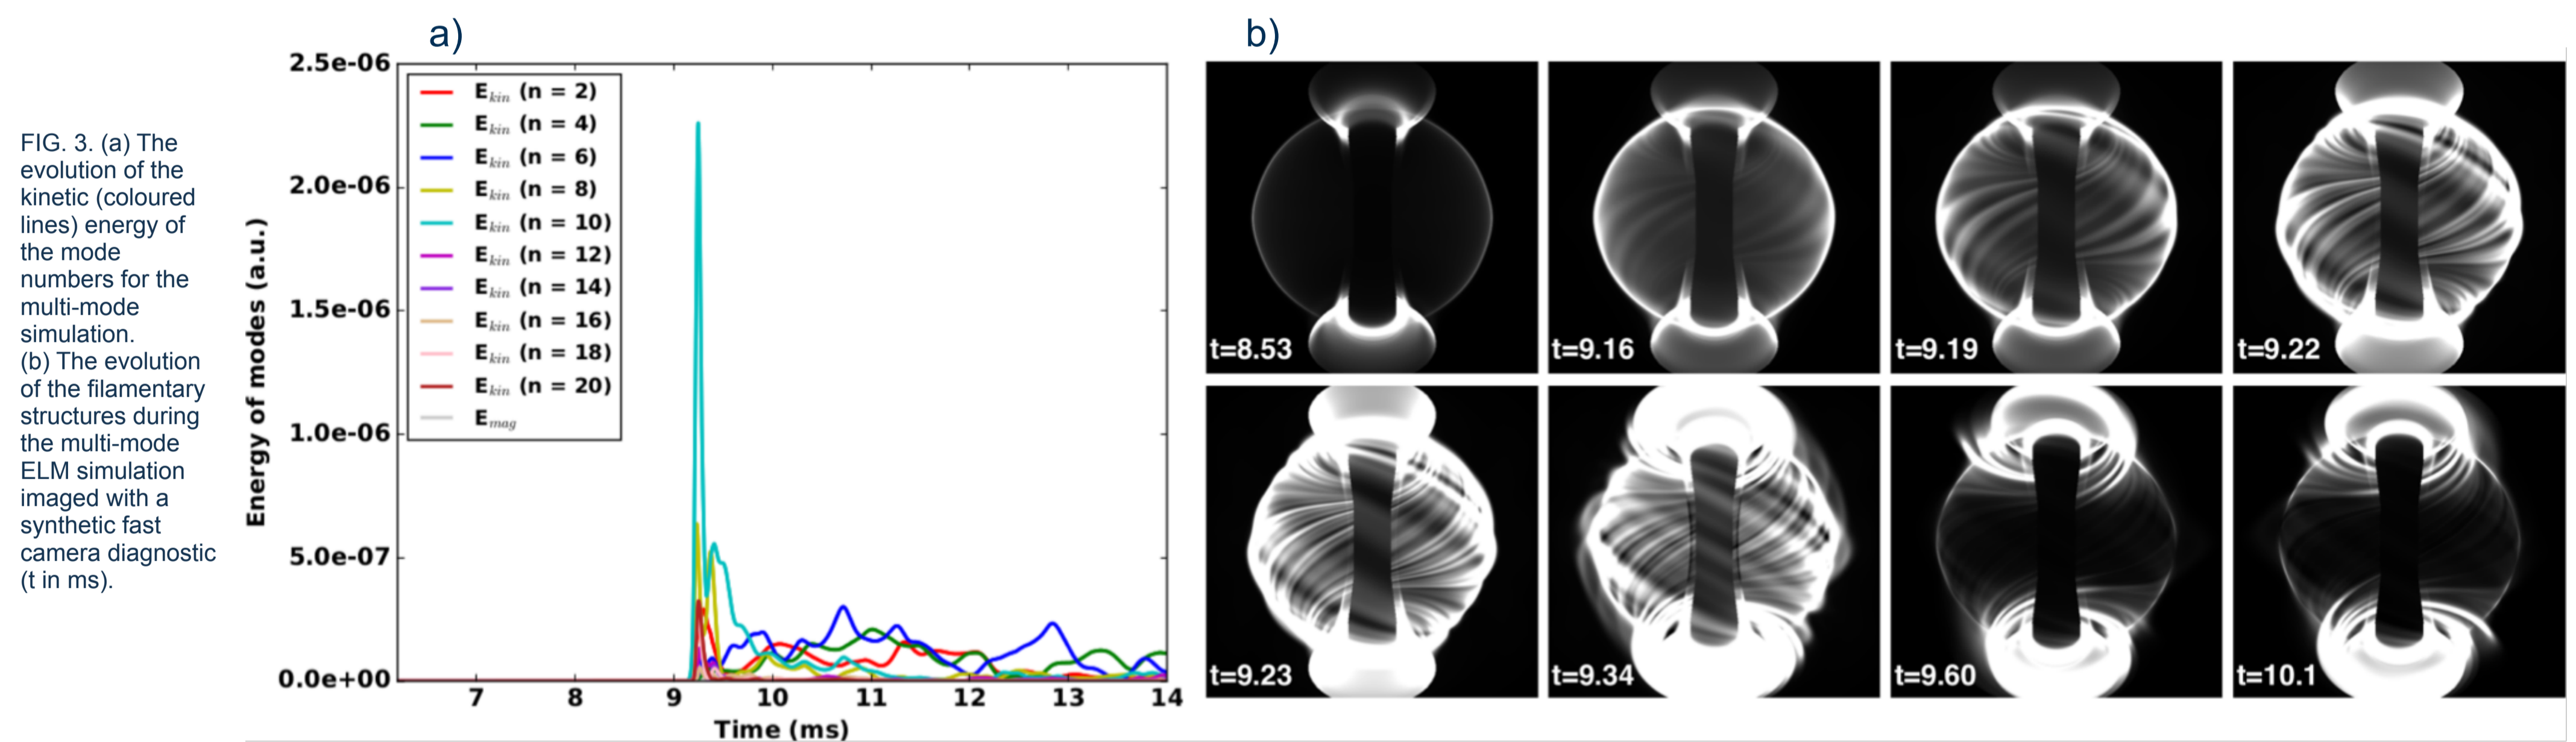 FIG. 3. (a) The
evolution of the
kinetic (coloured
lines) energy of
the mode
numbers for the
multi-mode
simulation.
(b) The evolution
of the filamentary
structures during
the multi-mode
ELM simulation
imaged with a
synthetic fast
camera diagnostic
(t in ms).
a)
Energy of modes (a.u.)
2.5e-06
2.0e-06
1.5e-06
1.0e-06
5.0e-07
0.0e+00
E_kin (n = 2)
E_kin (n = 4)
E_kin (n = 6)
E_kin (n = 8)
E_kin (n = 10)
E_kin (n = 12)
E_kin (n = 14)
E_kin (n = 16)
E_kin (n = 18)
E_kin (n = 20)
E_mag
7 8 9 10 11 12 13 14
Time (ms)
b)
t=8.53
t=9.16
t=9.19
t=9.22
t=9.23
t=9.34
t=9.60
t=10.1